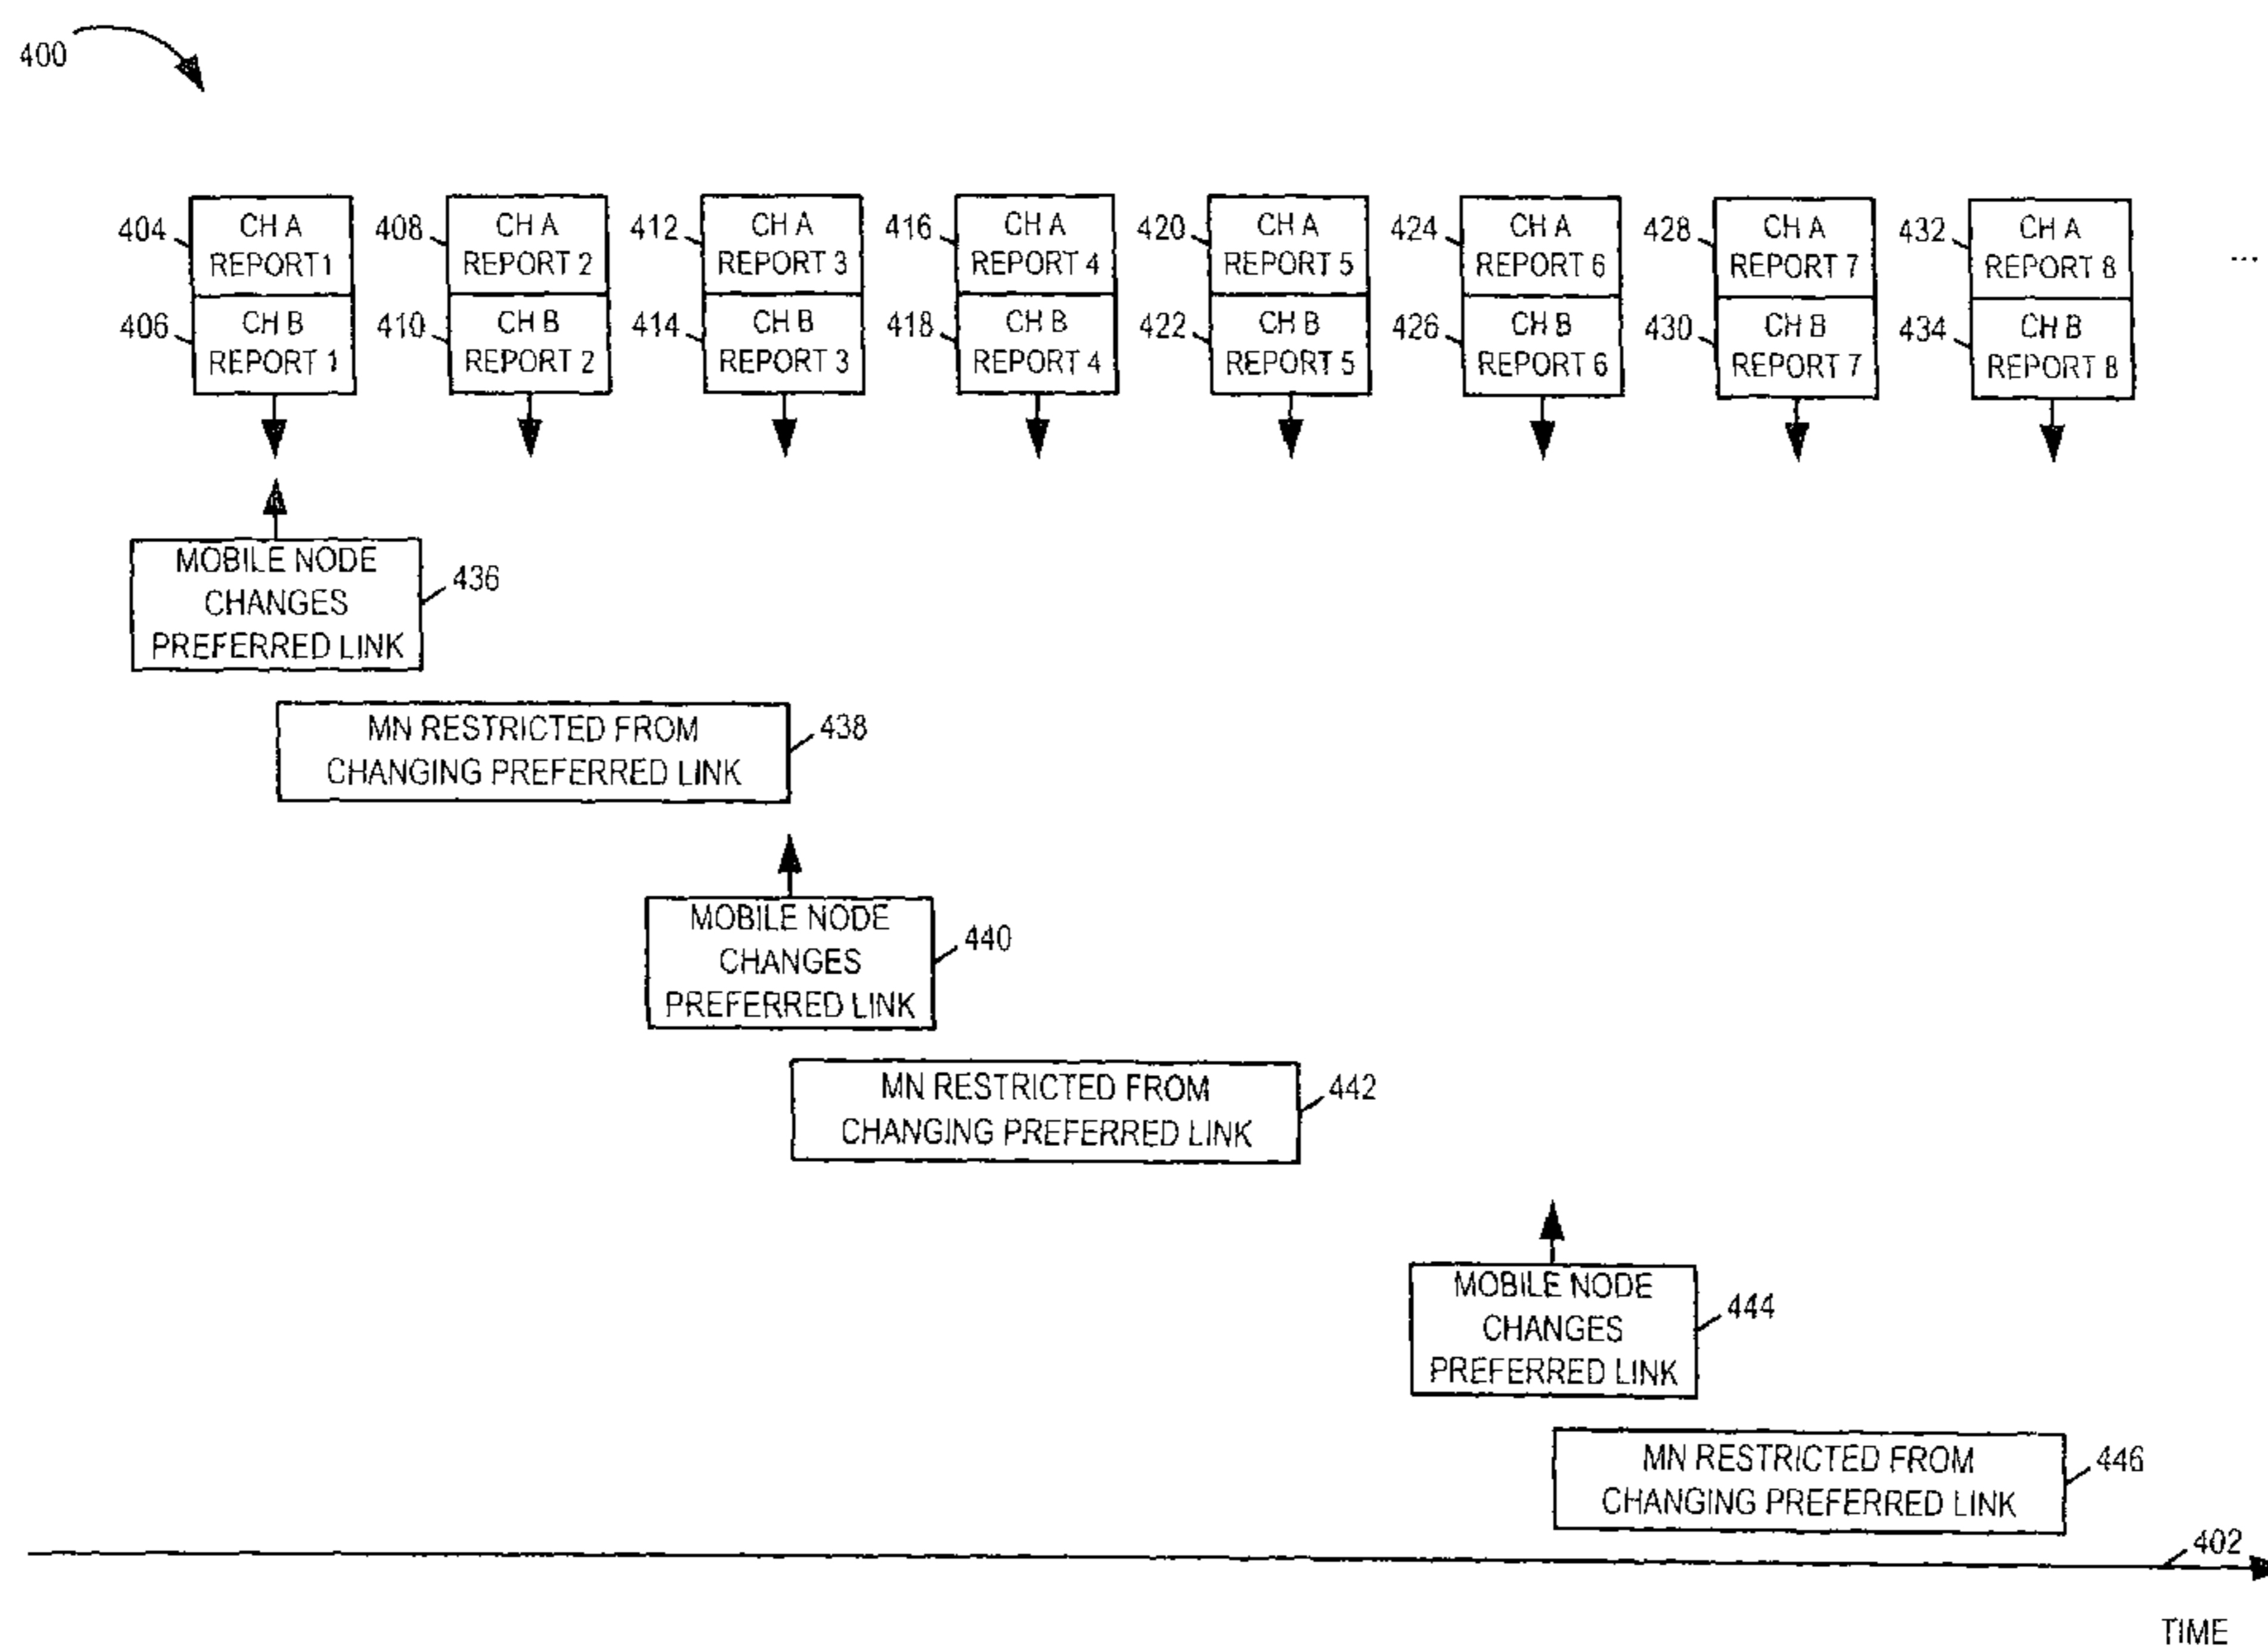 400
404
CH A
REPORT1
408
CH A
REPORT 2
412
CH A
REPORT 3
416
CH A
REPORT 4
420
CH A
REPORT 5
424
CH A
REPORT 6
428
CH A
REPORT 7
432
CH A
REPORT 8
...
406
CH B
REPORT 1
410
CH B
REPORT 2
414
CH B
REPORT 3
418
CH B
REPORT 4
422
CH B
REPORT 5
426
CH B
REPORT 6
430
CH B
REPORT 7
434
CH B
REPORT 8
MOBILE NODE
CHANGES
PREFERRED LINK
436
MN RESTRICTED FROM
CHANGING PREFERRED LINK
438
MOBILE NODE
CHANGES
PREFERRED LINK
440
MN RESTRICTED FROM
CHANGING PREFERRED LINK
442
MOBILE NODE
CHANGES
PREFERRED LINK
444
MN RESTRICTED FROM
CHANGING PREFERRED LINK
446
402
TIME